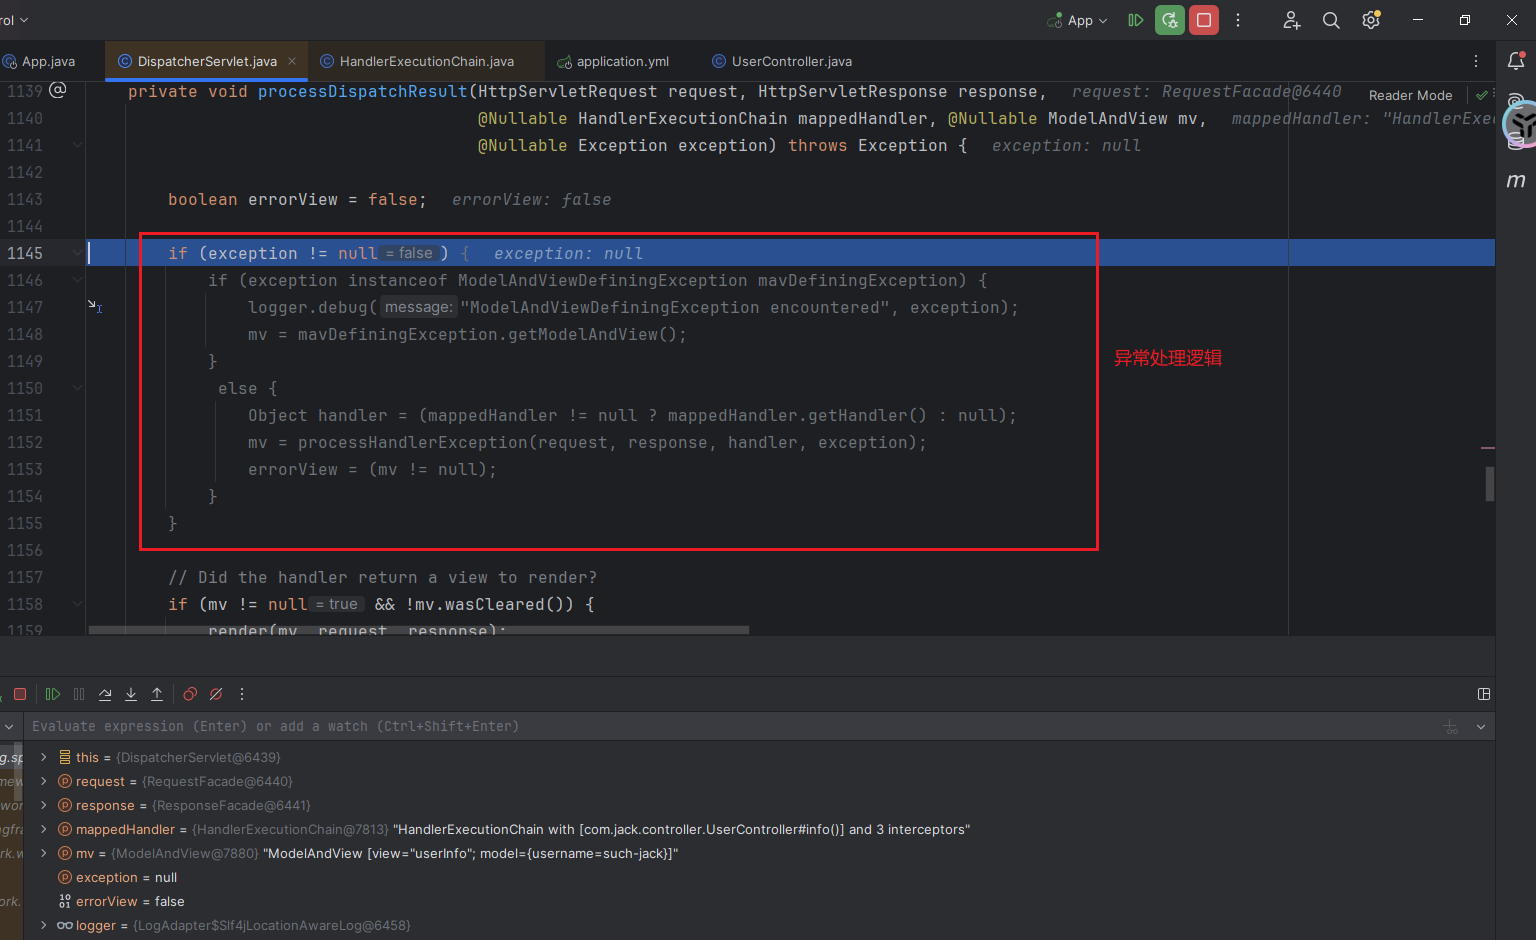 rol
App
App.java
DispatcherServlet.java
HandlerExecutionChain.java
application.yml
UserController.java
1139 @ private void processDispatchResult(HttpServletRequest request, HttpServletResponse response, request: RequestFacade@6440
Reader Mode
1140 @Nullable HandlerExecutionChain mappedHandler, @Nullable ModelAndView mv, mappedHandler: "HandlerExec
1141 @Nullable Exception exception) throws Exception { exception: null
1142
1143 boolean errorView = false; errorView: false
1144
1145 if (exception != null = false ) { exception: null
1146 if (exception instanceof ModelAndViewDefiningException mavDefiningException) {
1147 logger.debug( message: "ModelAndViewDefiningException encountered", exception);
1148 mv = mavDefiningException.getModelAndView();
1149 }
1150 else {
1151 Object handler = (mappedHandler != null ? mappedHandler.getHandler() : null);
1152 mv = processHandlerException(request, response, handler, exception);
1153 errorView = (mv != null);
1154 }
1155 }
异常处理逻辑
1156
1157 // Did the handler return a view to render?
1158 if (mv != null = true && !mv.wasCleared()) {
1159 render(mv, request, response);
m
Evaluate expression (Enter) or add a watch (Ctrl+Shift+Enter)
g.sp
this = {DispatcherServlet@6439}
mew
request = {RequestFacade@6440}
wor
response = {ResponseFacade@6441}
ngfra
mappedHandler = {HandlerExecutionChain@7813} "HandlerExecutionChain with [com.jack.controller.UserController#info()] and 3 interceptors"
rk.w
mv = {ModelAndView@7880} "ModelAndView [view="userInfo"; model={username=such-jack}]"
exception = null
ork.
errorView = false
logger = {LogAdapter$Slf4jLocationAwareLog@6458}